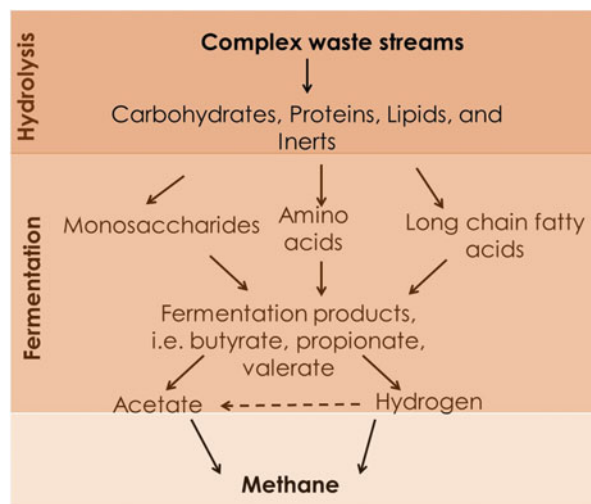 Hydrolysis
Complex waste streams
Carbohydrates, Proteins, Lipids, and
Inerts
Fermentation
Monosaccharides
Amino
acids
Long chain fatty
acids
Fermentation products,
i.e. butyrate, propionate,
valerate
Acetate
Hydrogen
Methane